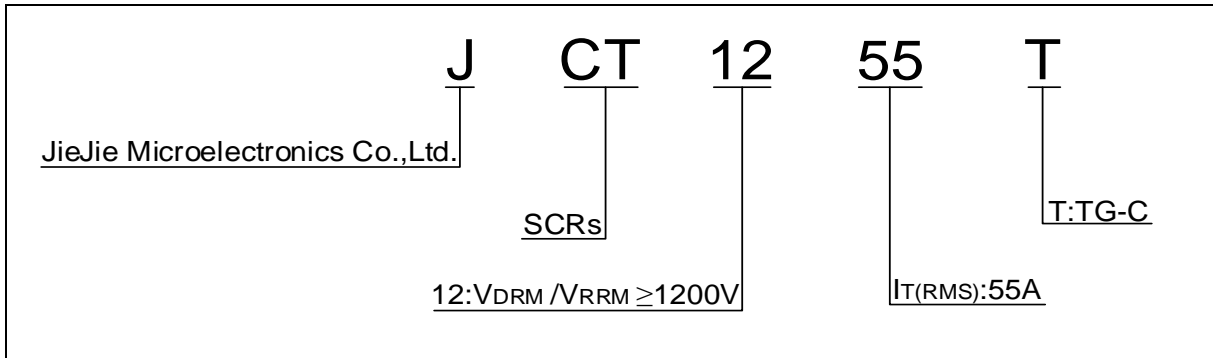 J CT 12 55 T
JieJie Microelectronics Co.,Ltd.
SCRs
T:TG-C
12:VDRM /VRRM ≥1200V
IT(RMS):55A